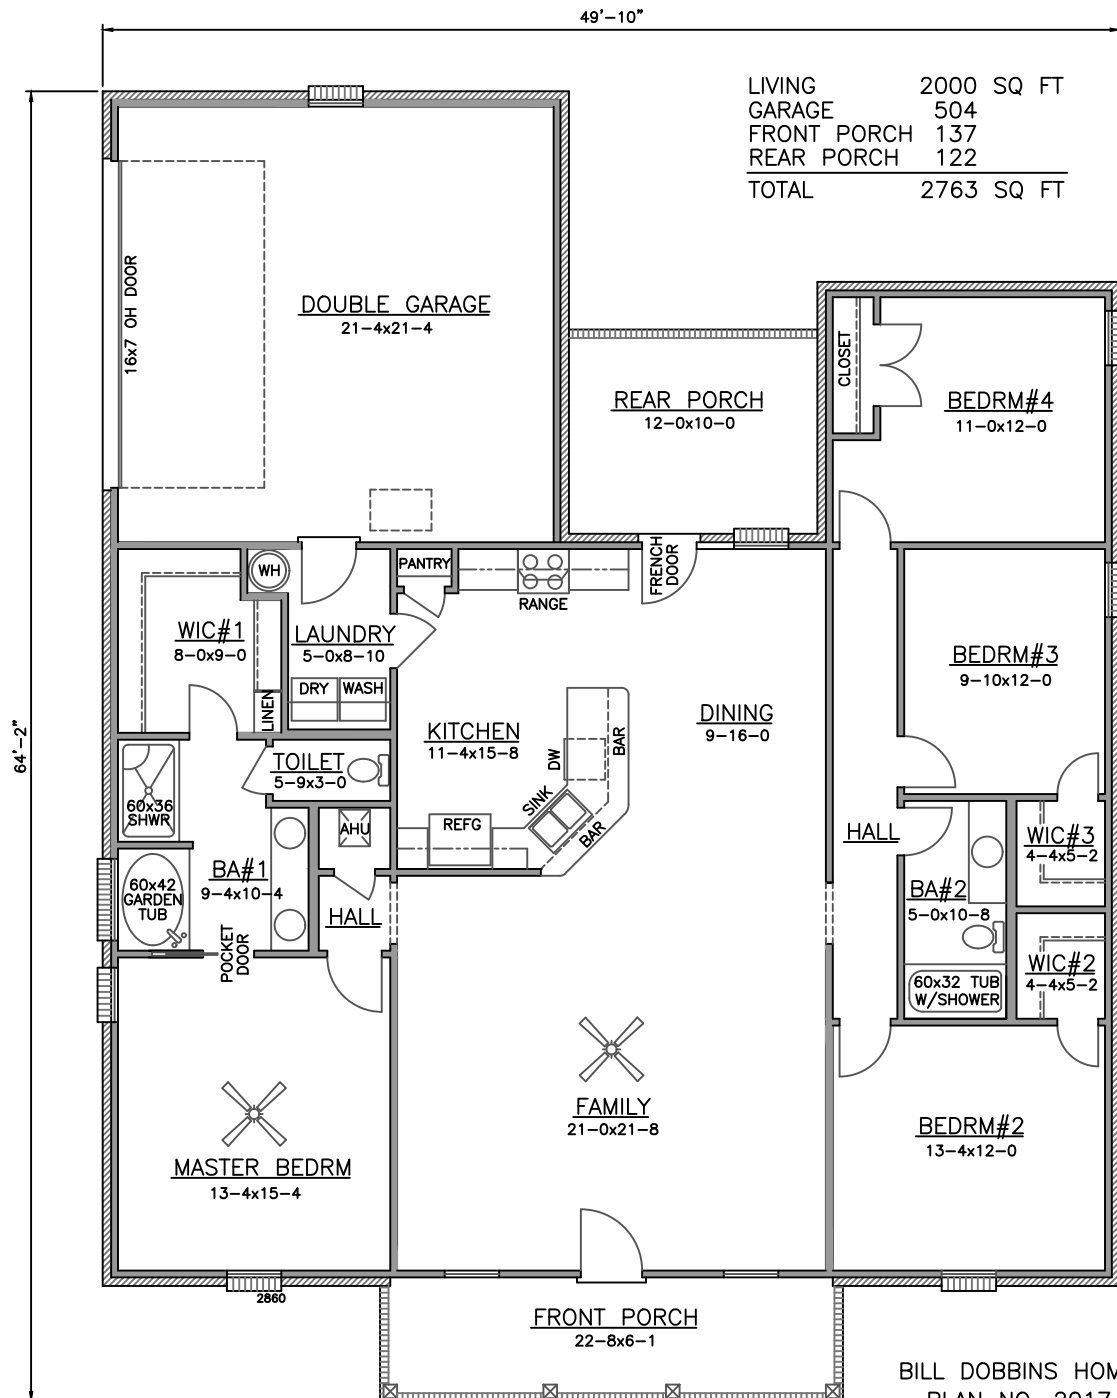 49'-10"
LIVING 2000 SQ FT
GARAGE 504
FRONT PORCH 137
REAR PORCH 122
TOTAL 2763 SQ FT
64'-2"
16x7 OH DOOR
DOUBLE GARAGE
21-4x21-4
REAR PORCH
12-0x10-0
CLOSET
BEDRM#4
11-0x12-0
WH
PANTRY
RANGE
FRENCH
DOOR
WIC#1
8-0x9-0
LINEN
LAUNDRY
5-0x8-10
DRY
WASH
KITCHEN
11-4x15-8
DW
BAR
SINK
BAR
REFG
DINING
9-16-0
BEDRM#3
9-10x12-0
TOILET
5-9x3-0
60x36
SHWR
AHU
HALL
BA#1
9-4x10-4
60x42
GARDEN
TUB
POCKET
DOOR
HALL
BA#2
5-0x10-8
60x32 TUB
W/SHOWER
WIC#3
4-4x5-2
WIC#2
4-4x5-2
MASTER BEDRM
13-4x15-4
FAMILY
21-0x21-8
BEDRM#2
13-4x12-0
2860
FRONT PORCH
22-8x6-1
BILL DOBBINS HOM
PLAN NO. 2017